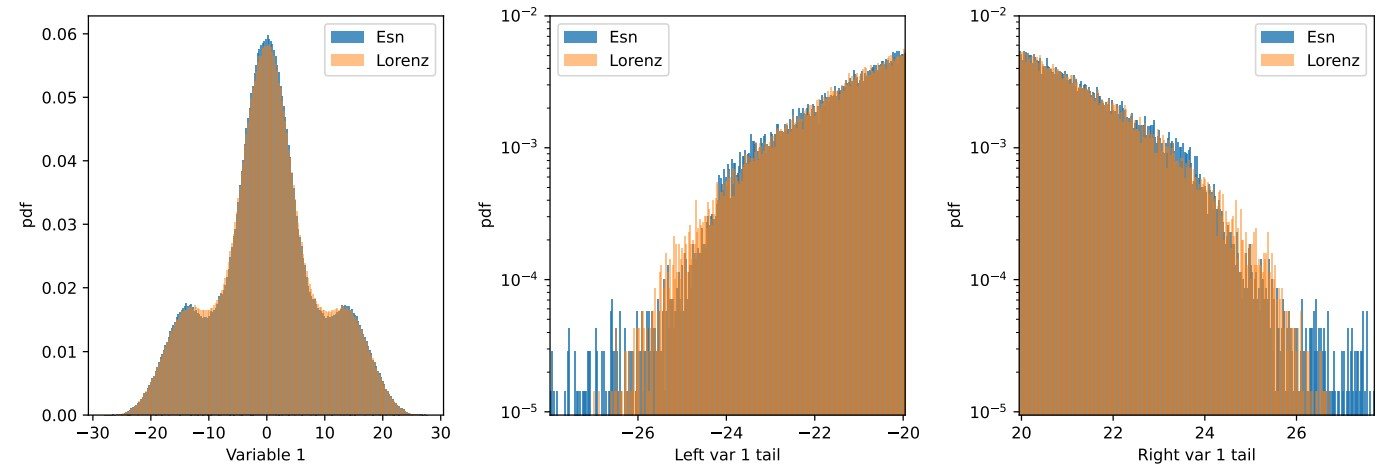 pdf
0.06
0.05
0.04
0.03
0.02
0.01
0.00
−30 −20 −10 0 10 20 30
Variable 1
Esn
Lorenz
pdf
10−2
10−3
10−4
10−5
−26 −24 −22 −20
Left var 1 tail
Esn
Lorenz
pdf
10−2
10−3
10−4
10−5
20 22 24 26
Right var 1 tail
Esn
Lorenz